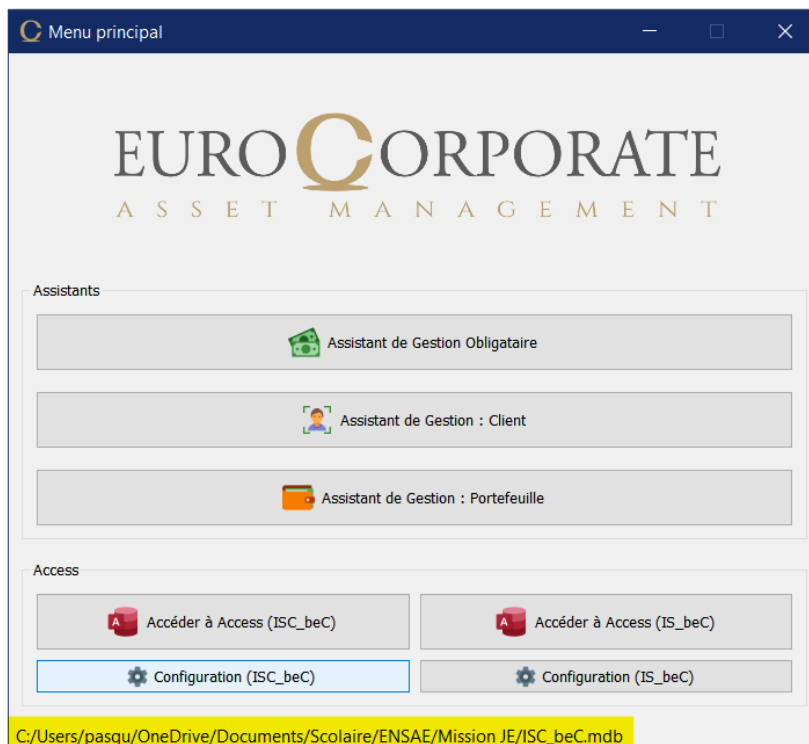 Menu principal
EUROCORPORATE
ASSET MANAGEMENT
Assistants
Assistant de Gestion Obligataire
Assistant de Gestion : Client
Assistant de Gestion : Portefeuille
Access
Accéder à Access (ISC_beC)
Accéder à Access (IS_beC)
Configuration (ISC_beC)
Configuration (IS_beC)
C:/Users/pasqu/OneDrive/Documents/Scolaire/ENSAE/Mission JE/ISC_beC.mdb